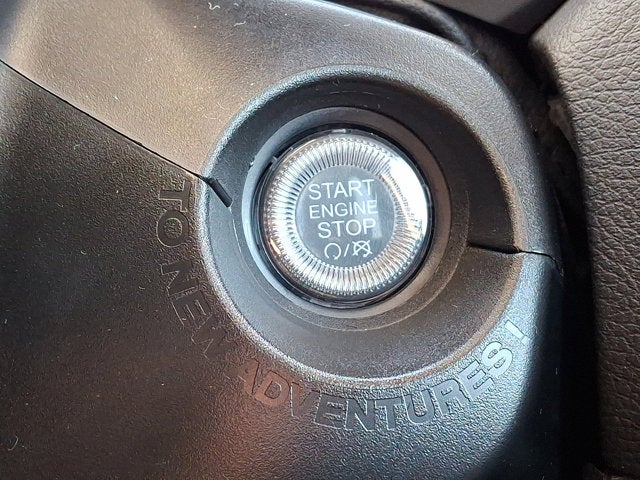 START
ENGINE
STOP
/
TO NEW ADVENTURES!